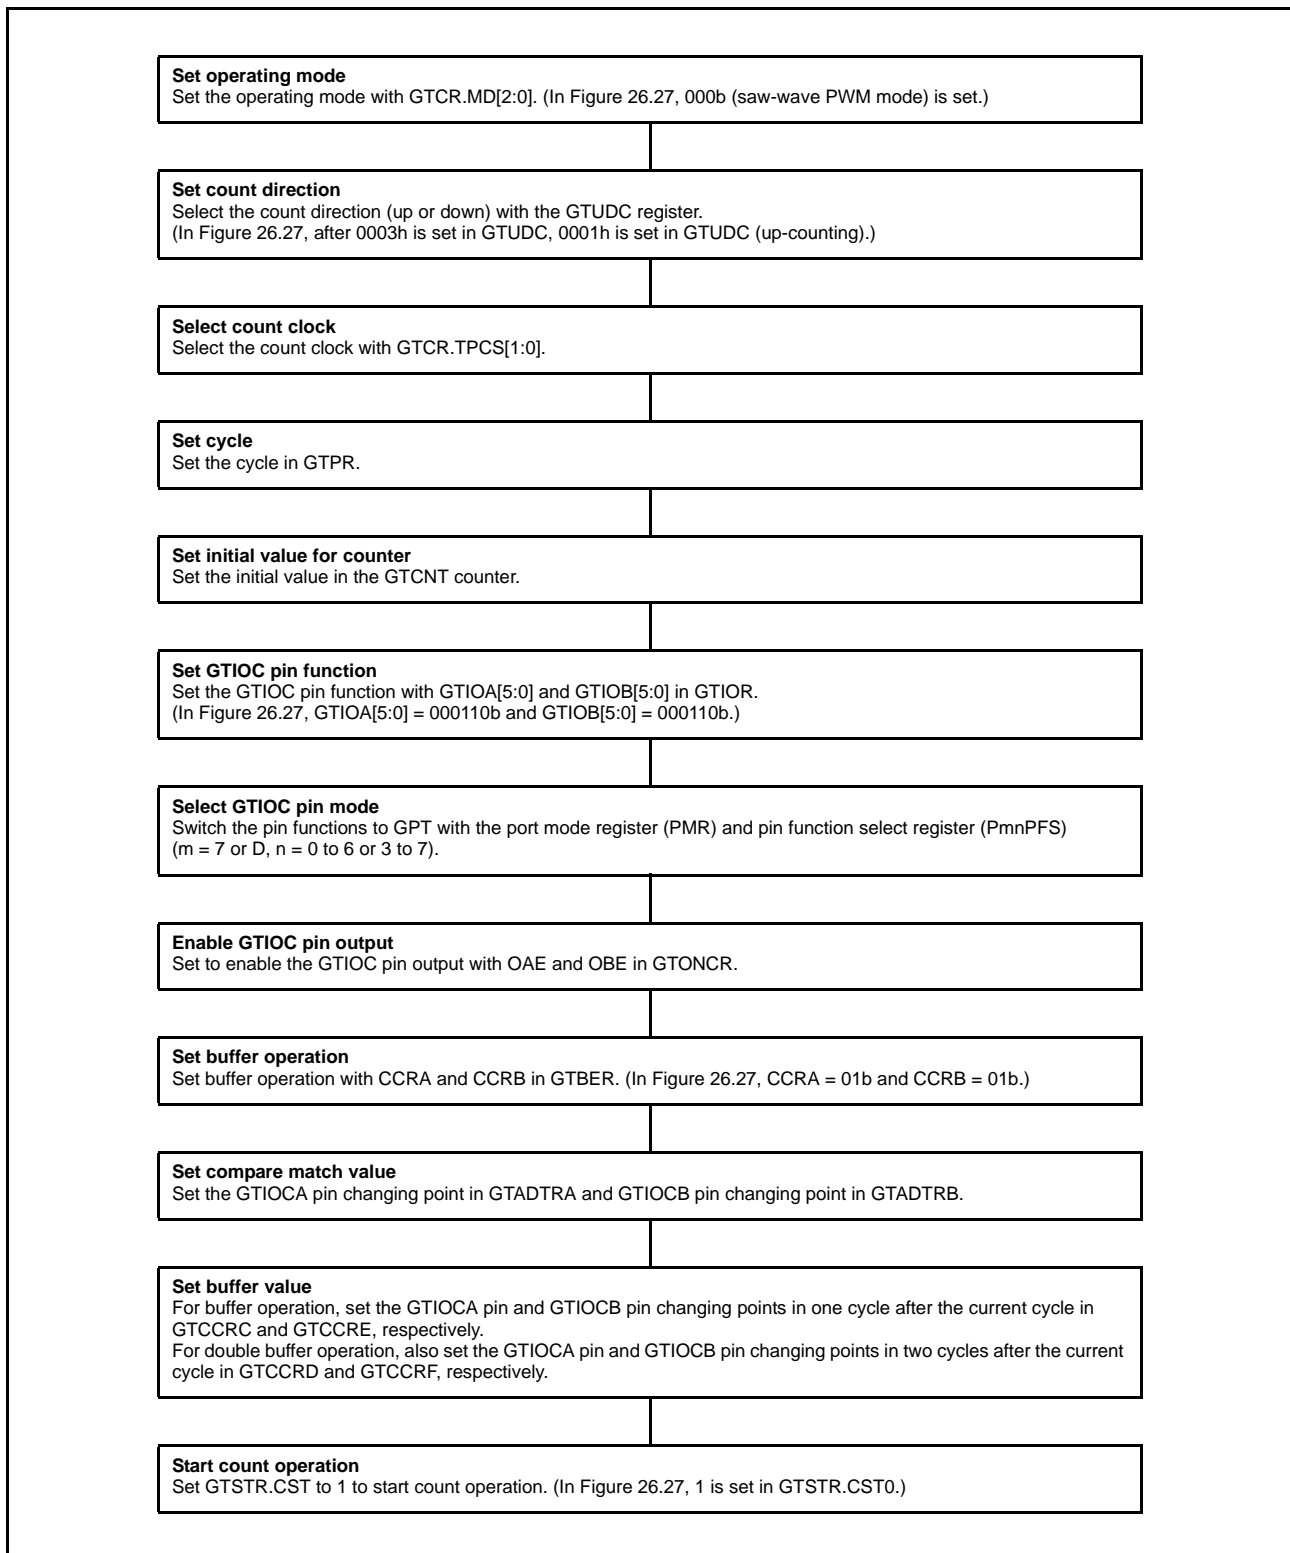 Set operating mode
Set the operating mode with GTCR.MD[2:0]. (In Figure 26.27, 000b (saw-wave PWM mode) is set.)
Set count direction
Select the count direction (up or down) with the GTUDC register.
(In Figure 26.27, after 0003h is set in GTUDC, 0001h is set in GTUDC (up-counting).)
Select count clock
Select the count clock with GTCR.TPCS[1:0].
Set cycle
Set the cycle in GTPR.
Set initial value for counter
Set the initial value in the GTCNT counter.
Set GTIOC pin function
Set the GTIOC pin function with GTIOA[5:0] and GTIOB[5:0] in GTIOR.
(In Figure 26.27, GTIOA[5:0] = 000110b and GTIOB[5:0] = 000110b.)
Select GTIOC pin mode
Switch the pin functions to GPT with the port mode register (PMR) and pin function select register (PmnPFS)
(m = 7 or D, n = 0 to 6 or 3 to 7).
Enable GTIOC pin output
Set to enable the GTIOC pin output with OAE and OBE in GTONCR.
Set buffer operation
Set buffer operation with CCRA and CCRB in GTBER. (In Figure 26.27, CCRA = 01b and CCRB = 01b.)
Set compare match value
Set the GTIOCA pin changing point in GTADTRA and GTIOCB pin changing point in GTADTRB.
Set buffer value
For buffer operation, set the GTIOCA pin and GTIOCB pin changing points in one cycle after the current cycle in
GTCCRC and GTCCRE, respectively.
For double buffer operation, also set the GTIOCA pin and GTIOCB pin changing points in two cycles after the current
cycle in GTCCRD and GTCCRF, respectively.
Start count operation
Set GTSTR.CST to 1 to start count operation. (In Figure 26.27, 1 is set in GTSTR.CST0.)